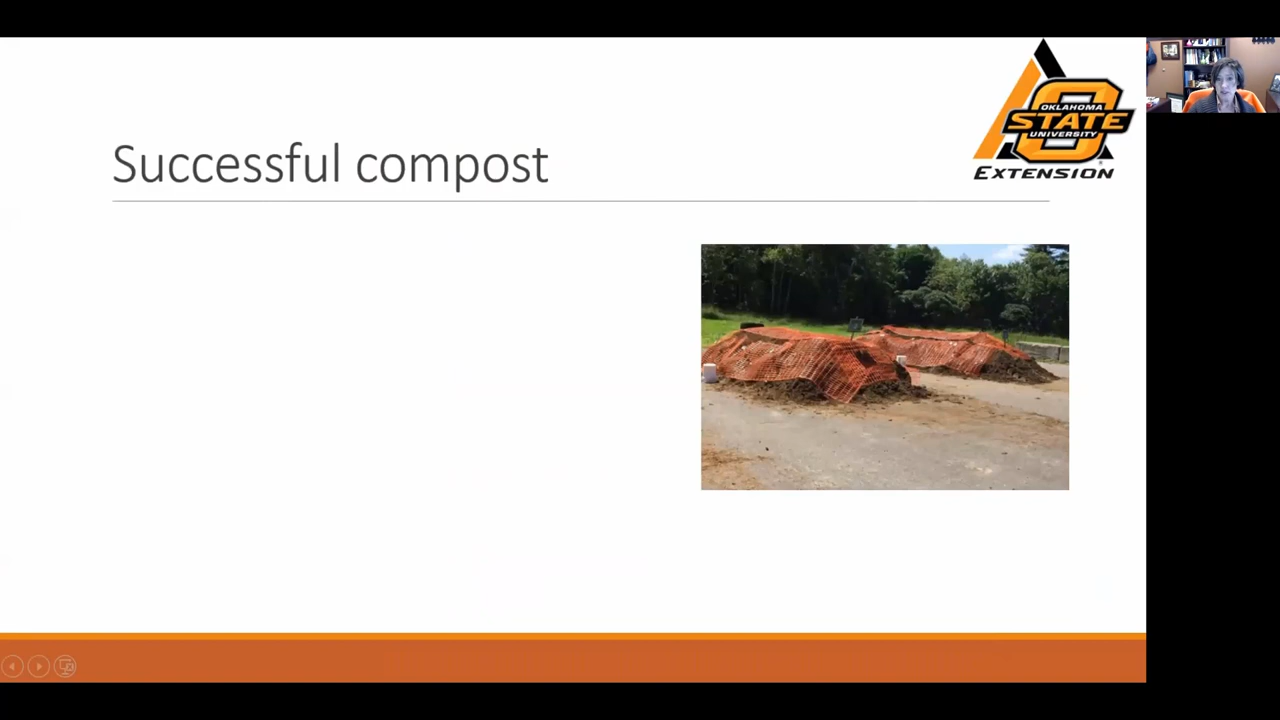 Successful compost
OKLAHOMA
STATE
UNIVERSITY
EXTENSION